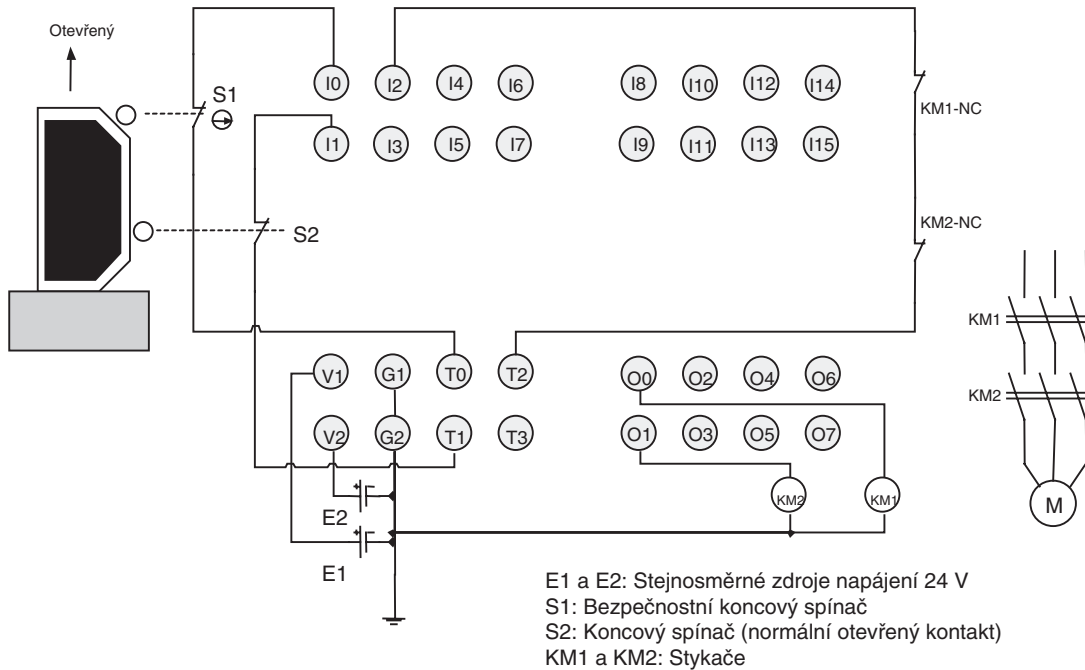 Otevřený
S1
I0 I2 I4 I6 I8 I10 I12 I14
KM1-NC
I1 I3 I5 I7 I9 I11 I13 I15
S2
KM2-NC
KM1
V1 G1 T0 T2 O0 O2 O4 O6
KM2
V2 G2 T1 T3 O1 O3 O5 O7
KM2 KM1
M
E2
E1
E1 a E2: Stejnosměrné zdroje napájení 24 V
S1: Bezpečnostní koncový spínač
S2: Koncový spínač (normální otevřený kontakt)
KM1 a KM2: Stykače